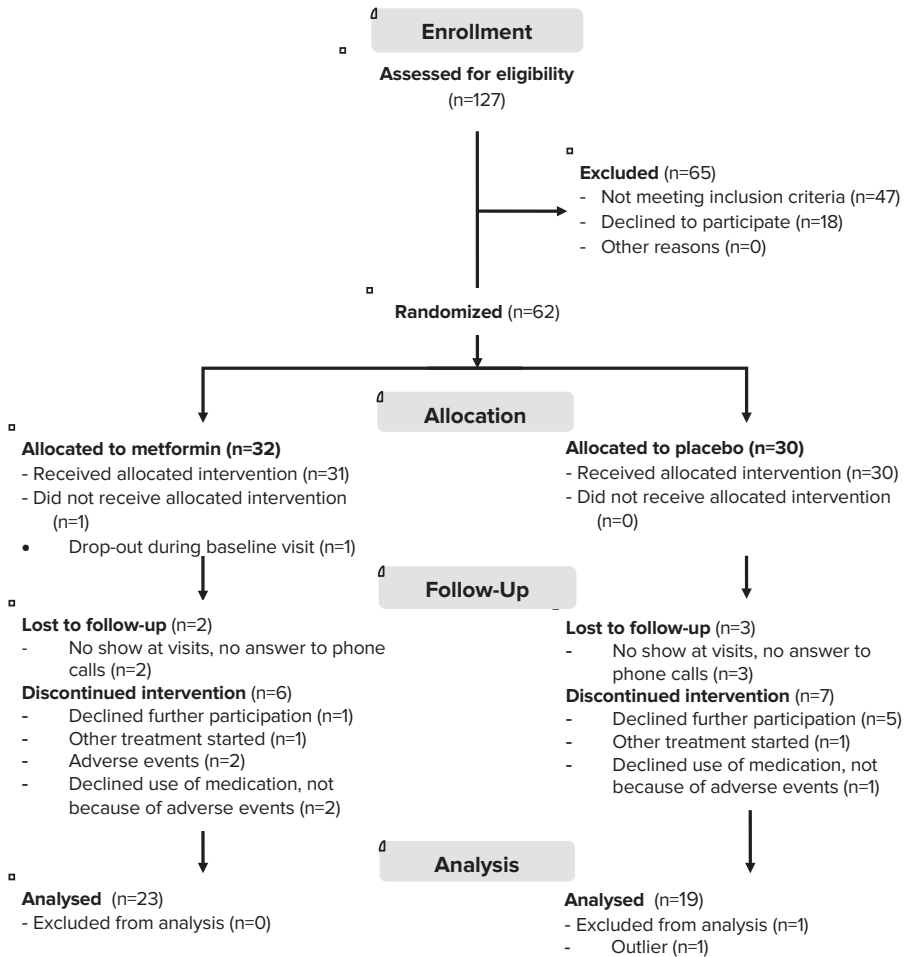 Enrollment
Assessed for eligibility
(n=127)
Excluded (n=65)
- Not meeting inclusion criteria (n=47)
- Declined to participate (n=18)
- Other reasons (n=0)
Randomized (n=62)
Allocation
Allocated to metformin (n=32)
- Received allocated intervention (n=31)
- Did not receive allocated intervention
(n=1)
• Drop-out during baseline visit (n=1)
Allocated to placebo (n=30)
- Received allocated intervention (n=30)
- Did not receive allocated intervention
(n=0)
Follow-Up
Lost to follow-up (n=2)
- No show at visits, no answer to phone
calls (n=2)
Discontinued intervention (n=6)
- Declined further participation (n=1)
- Other treatment started (n=1)
- Adverse events (n=2)
- Declined use of medication, not
because of adverse events (n=2)
Lost to follow-up (n=3)
- No show at visits, no answer to
phone calls (n=3)
Discontinued intervention (n=7)
- Declined further participation (n=5)
- Other treatment started (n=1)
- Declined use of medication, not
because of adverse events (n=1)
Analysis
Analysed (n=23)
- Excluded from analysis (n=0)
Analysed (n=19)
- Excluded from analysis (n=1)
- Outlier (n=1)